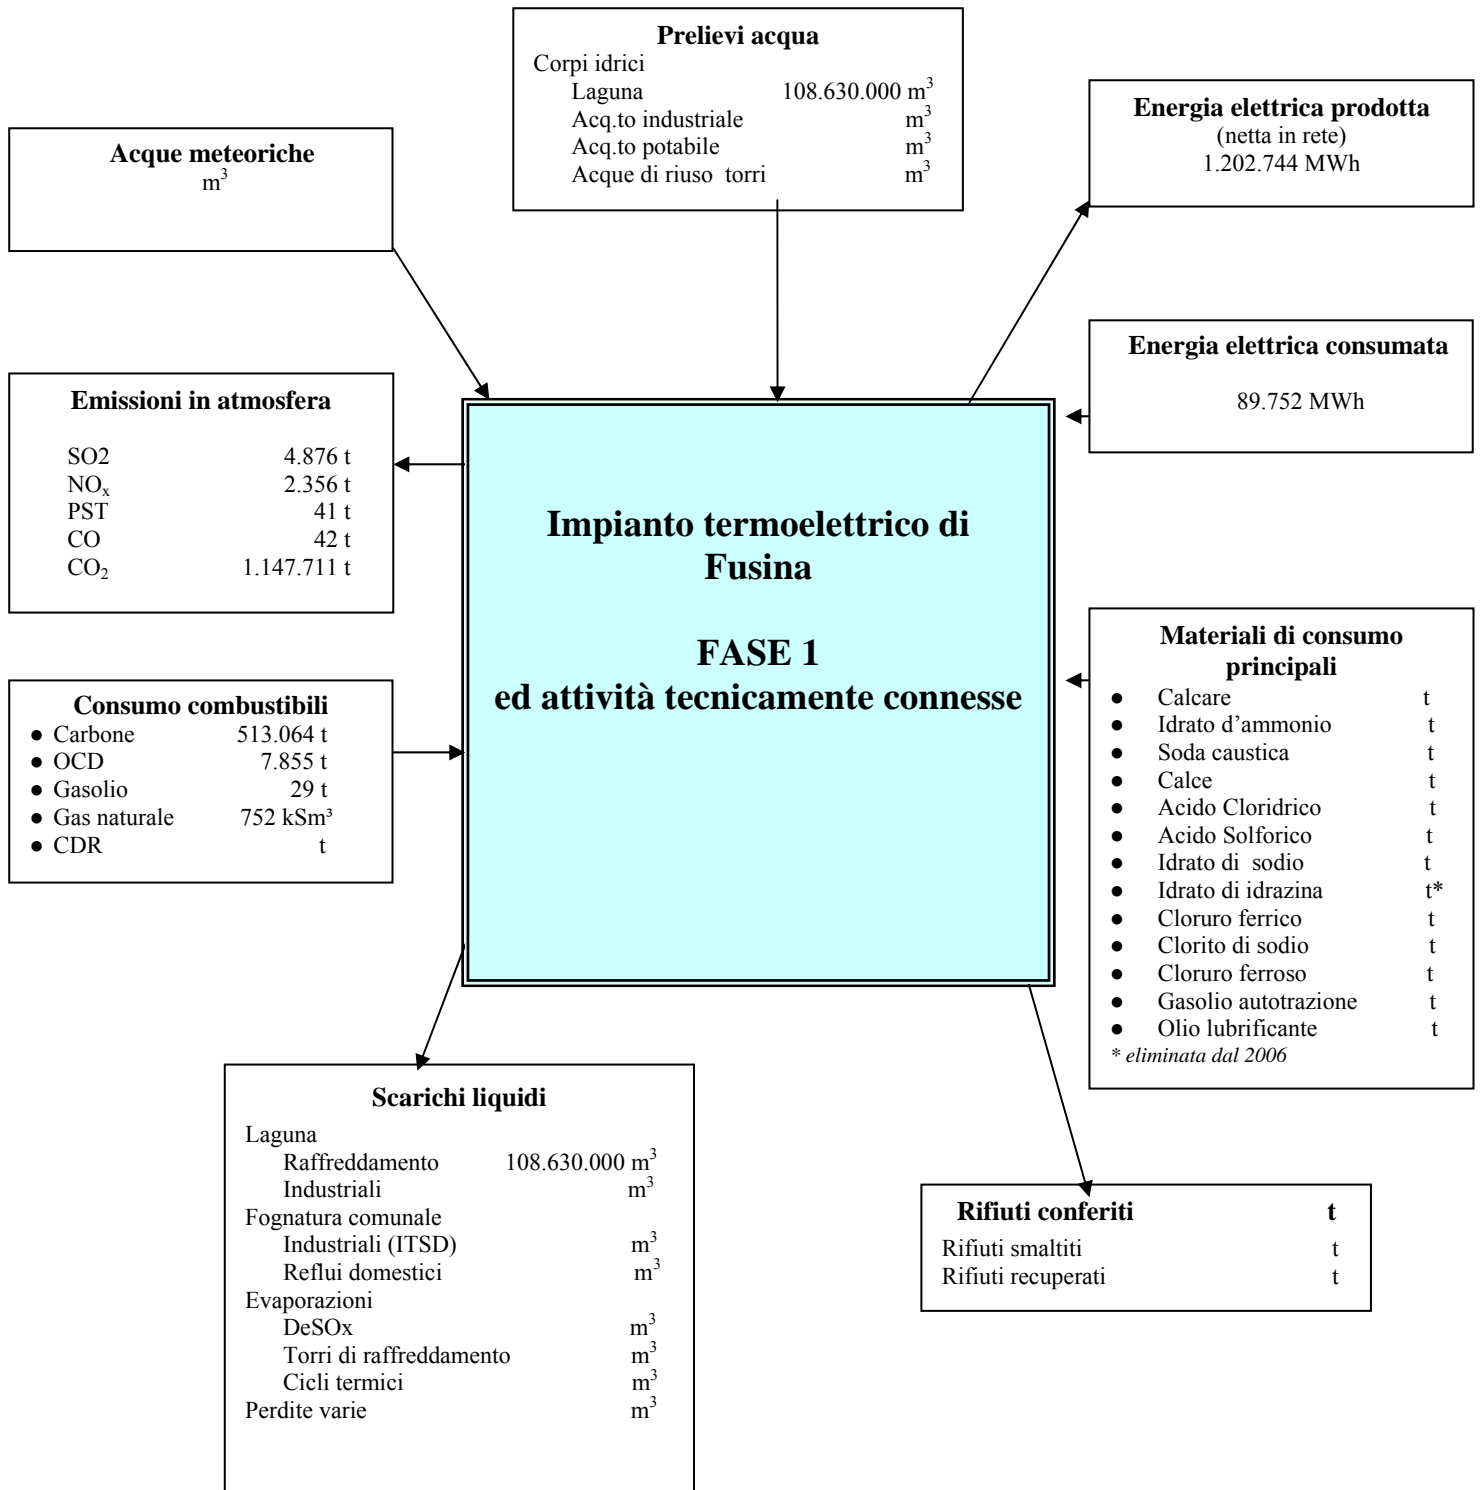 Prelievi acqua
Corpi idrici
Laguna 108.630.000 m³
Acq.to industriale m³
Acq.to potabile m³
Acque di riuso torri m³
Energia elettrica prodotta
(netta in rete)
1.202.744 MWh
Acque meteoriche
m³
Energia elettrica consumata
89.752 MWh
Emissioni in atmosfera
SO2 4.876 t
NOₓ 2.356 t
PST 41 t
CO 42 t
CO₂ 1.147.711 t
Impianto termoelettrico di
Fusina
FASE 1
ed attività tecnicamente connesse
Consumo combustibili
● Carbone 513.064 t
● OCD 7.855 t
● Gasolio 29 t
● Gas naturale 752 kSm³
● CDR t
Materiali di consumo
principali
● Calcare t
● Idrato d’ammonio t
● Soda caustica t
● Calce t
● Acido Cloridrico t
● Acido Solforico t
● Idrato di sodio t
● Idrato di idrazina t*
● Cloruro ferrico t
● Clorito di sodio t
● Cloruro ferroso t
● Gasolio autotrazione t
● Olio lubrificante t
* eliminata dal 2006
Scarichi liquidi
Laguna
Raffreddamento 108.630.000 m³
Industriali m³
Fognatura comunale
Industriali (ITSD) m³
Reflui domestici m³
Evaporazioni
DeSOx m³
Torri di raffreddamento m³
Cicli termici m³
Perdite varie m³
Rifiuti conferiti t
Rifiuti smaltiti t
Rifiuti recuperati t